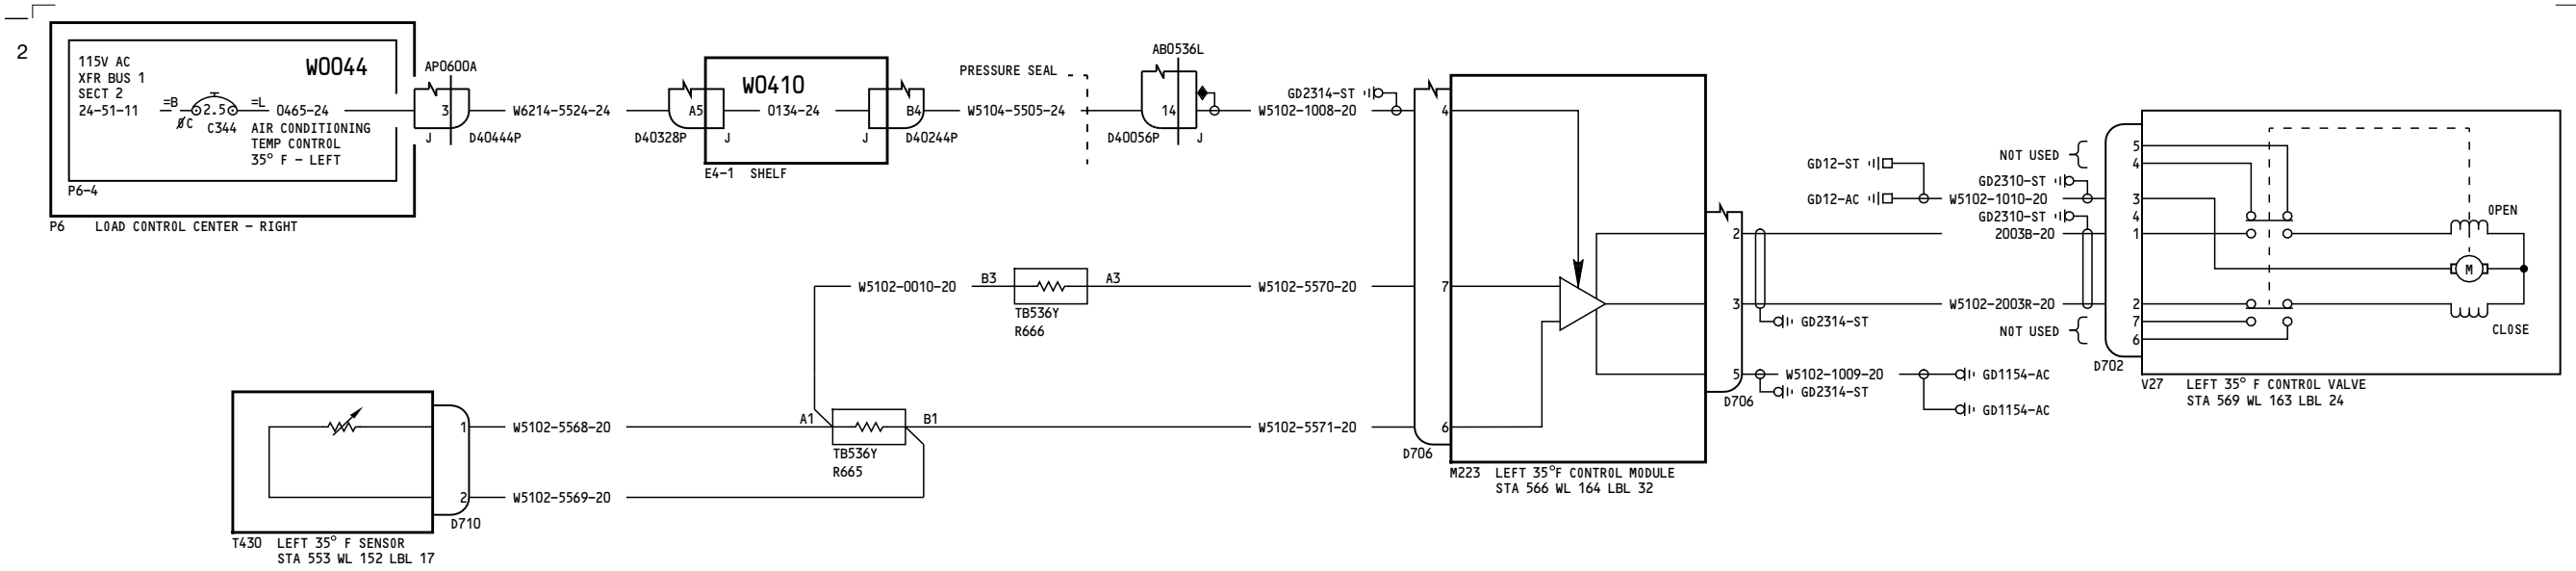 2
115V AC
XFR BUS 1
SECT 2
24-51-11
W0044
=B
2.5
=L
0465-24
ØC
C344
AIR CONDITIONING
TEMP CONTROL
35° F - LEFT
P6-4
P6 LOAD CONTROL CENTER - RIGHT
AP0600A
3
J
D40444P
W6214-5524-24
A5
D40328P
J
W0410
0134-24
J
B4
D40244P
E4-1 SHELF
W5104-5505-24
PRESSURE SEAL
AB0536L
14
D40056P
J
GD2314-ST
W5102-1008-20
4
W5102-0010-20
B3
A3
TB536Y
R666
W5102-5570-20
7
A1
B1
TB536Y
R665
W5102-5571-20
6
D706
1
W5102-5568-20
2
W5102-5569-20
D710
T430 LEFT 35° F SENSOR
STA 553 WL 152 LBL 17
M223 LEFT 35°F CONTROL MODULE
STA 566 WL 164 LBL 32
2
3
5
D706
GD2314-ST
W5102-1009-20
GD2314-ST
GD1154-AC
GD1154-AC
GD12-ST
GD12-AC
NOT USED
GD2310-ST
W5102-1010-20
GD2310-ST
2003B-20
W5102-2003R-20
NOT USED
5
4
3
4
1
2
7
6
D702
OPEN
M
CLOSE
V27 LEFT 35° F CONTROL VALVE
STA 569 WL 163 LBL 24